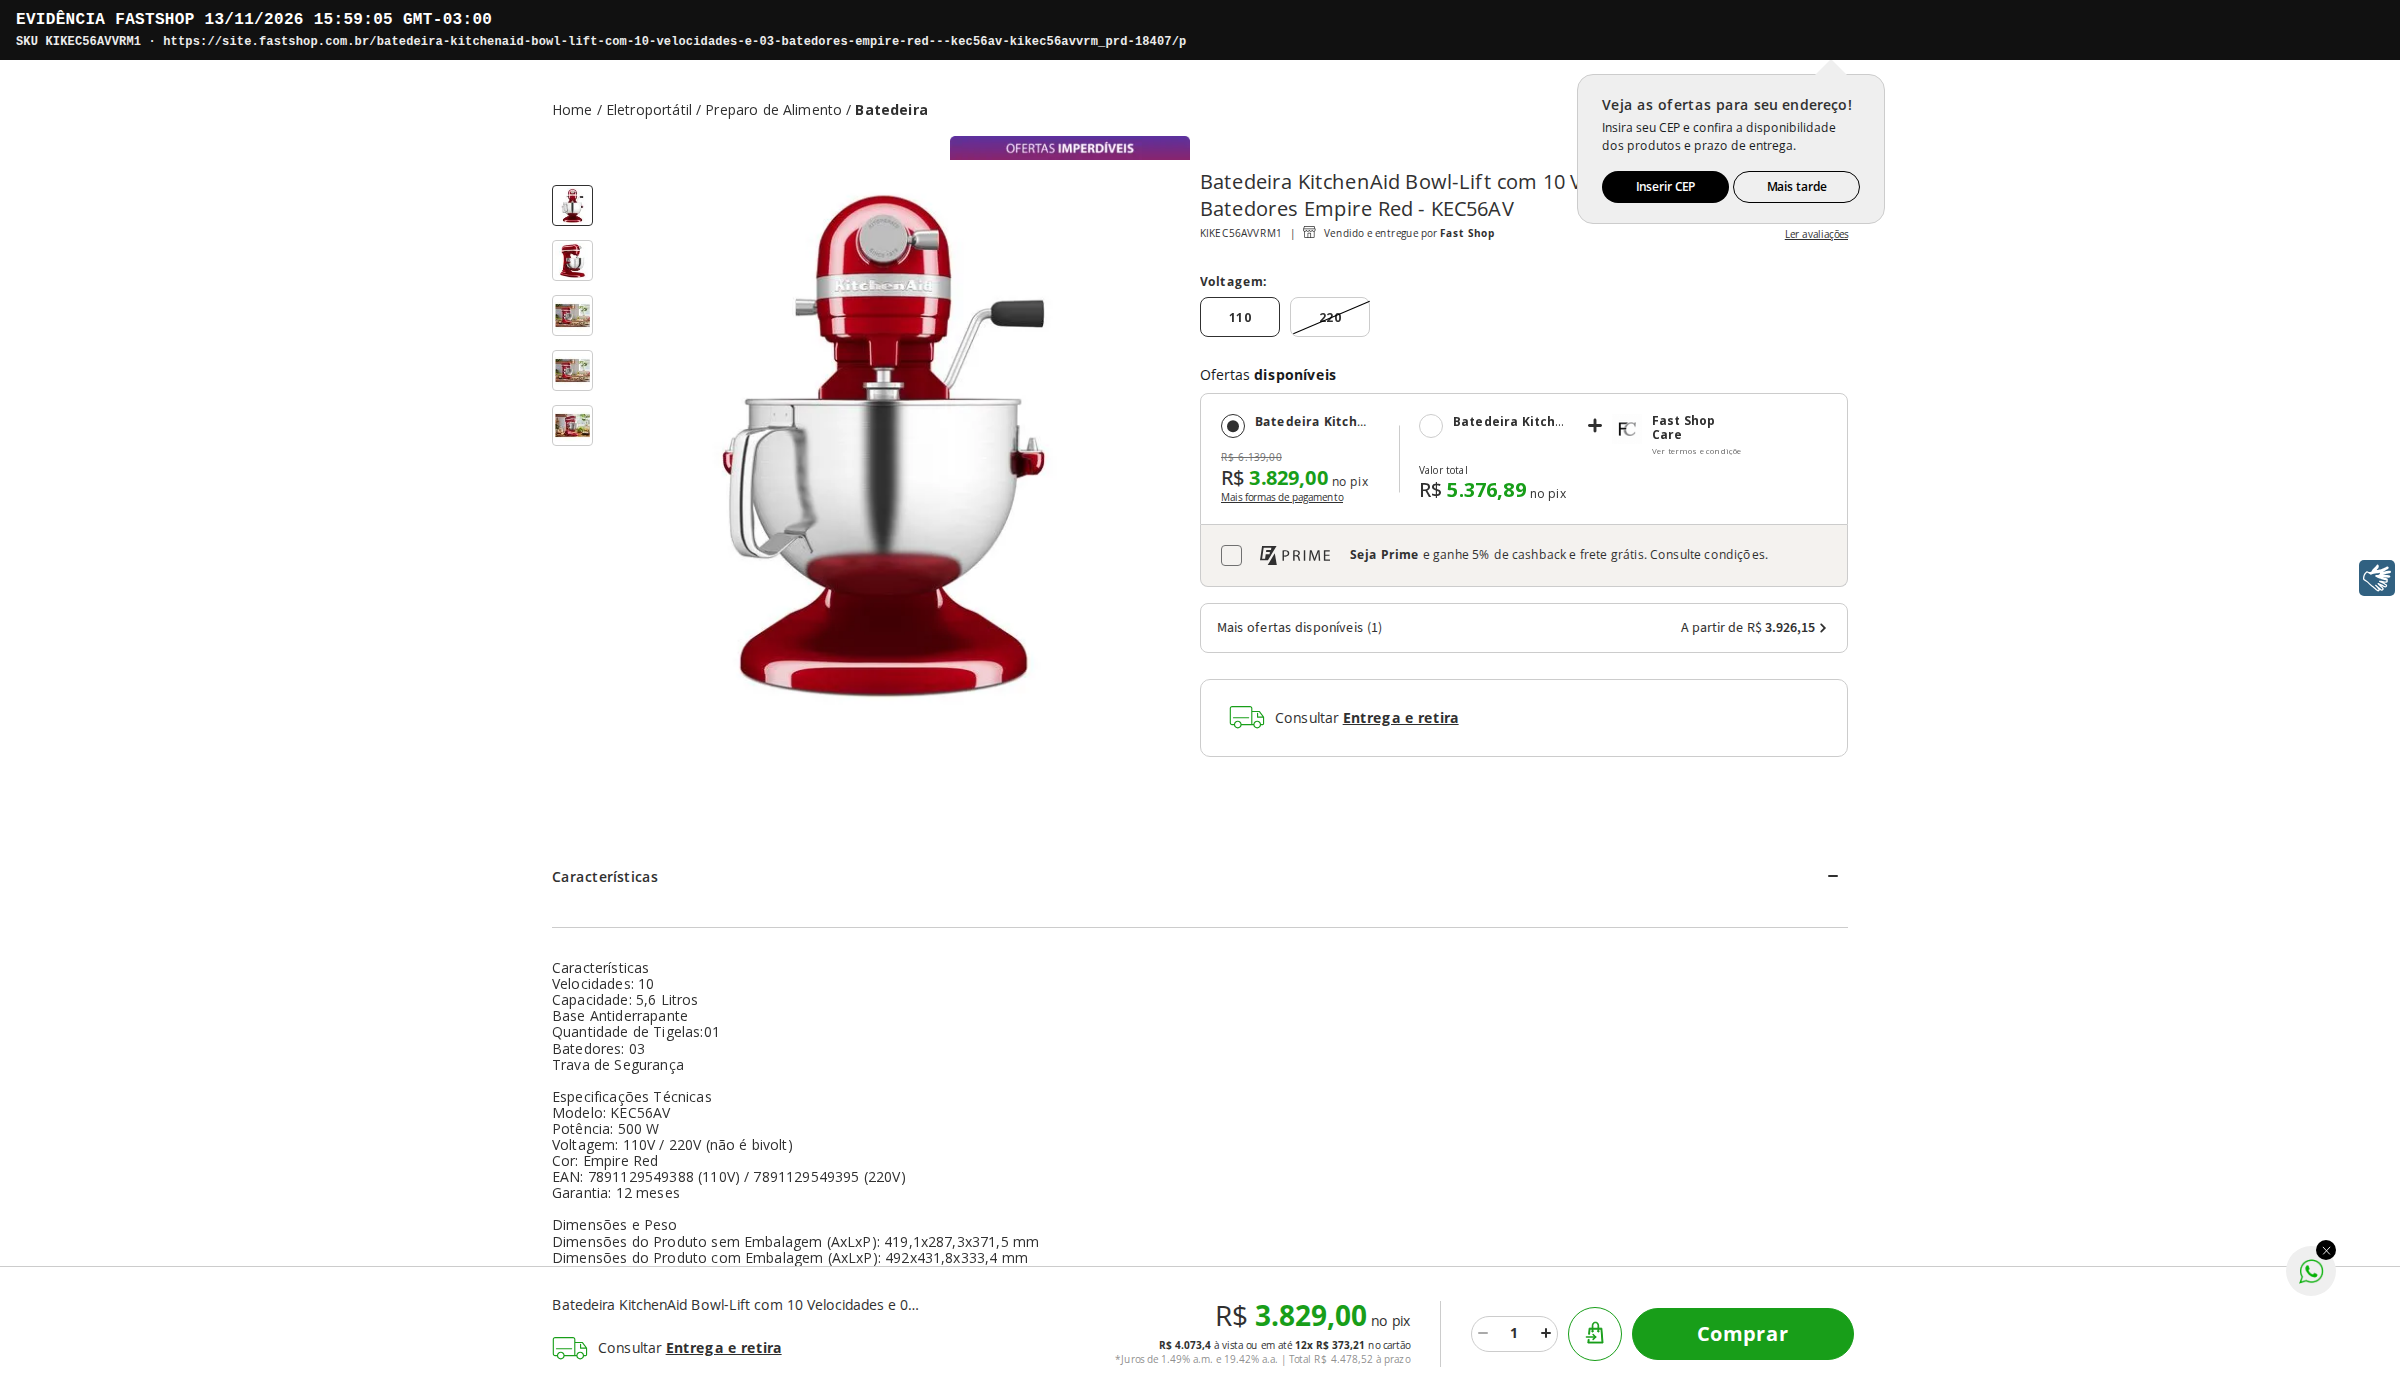 EVIDÊNCIA FASTSHOP 13/11/2026 15:59:05 GMT-03:00
SKU KIKEC56AVVRM1 · https://site.fastshop.com.br/batedeira-kitchenaid-bowl-lift-com-10-velocidades-e-03-batedores-empire-red---kec56av-kikec56avvrm_prd-18407/p
Veja as ofertas para seu endereço!
Insira seu CEP e confira a disponibilidade
dos produtos e prazo de entrega.
Inserir CEP
Mais tarde
Home / Eletroportátil / Preparo de Alimento / Batedeira
OFERTAS IMPERDÍVEIS
KitchenAid
Batedeira KitchenAid Bowl-Lift com 10 V
Batedores Empire Red - KEC56AV
KIKEC56AVVRM1 | Vendido e entregue por Fast Shop
Ler avaliações
Voltagem:
110
220
Ofertas disponíveis
Batedeira Kitch...
R$ 6.139,00
R$ 3.829,00 no pix
Mais formas de pagamento
Batedeira Kitch...
+
FC
Fast Shop
Care
Ver termos e condiçõe
Valor total
R$ 5.376,89 no pix
PRIME
Seja Prime e ganhe 5% de cashback e frete grátis. Consulte condições.
Mais ofertas disponíveis (1)
A partir de R$ 3.926,15
Consultar Entrega e retira
Características
Características
Velocidades: 10
Capacidade: 5,6 Litros
Base Antiderrapante
Quantidade de Tigelas:01
Batedores: 03
Trava de Segurança
Especificações Técnicas
Modelo: KEC56AV
Potência: 500 W
Voltagem: 110V / 220V (não é bivolt)
Cor: Empire Red
EAN: 7891129549388 (110V) / 7891129549395 (220V)
Garantia: 12 meses
Dimensões e Peso
Dimensões do Produto sem Embalagem (AxLxP): 419,1x287,3x371,5 mm
Dimensões do Produto com Embalagem (AxLxP): 492x431,8x333,4 mm
Batedeira KitchenAid Bowl-Lift com 10 Velocidades e 0...
Consultar Entrega e retira
R$ 3.829,00 no pix
R$ 4.073,4 à vista ou em até 12x R$ 373,21 no cartão
*Juros de 1.49% a.m. e 19.42% a.a. | Total R$ 4.478,52 à prazo
− 1 +
Comprar